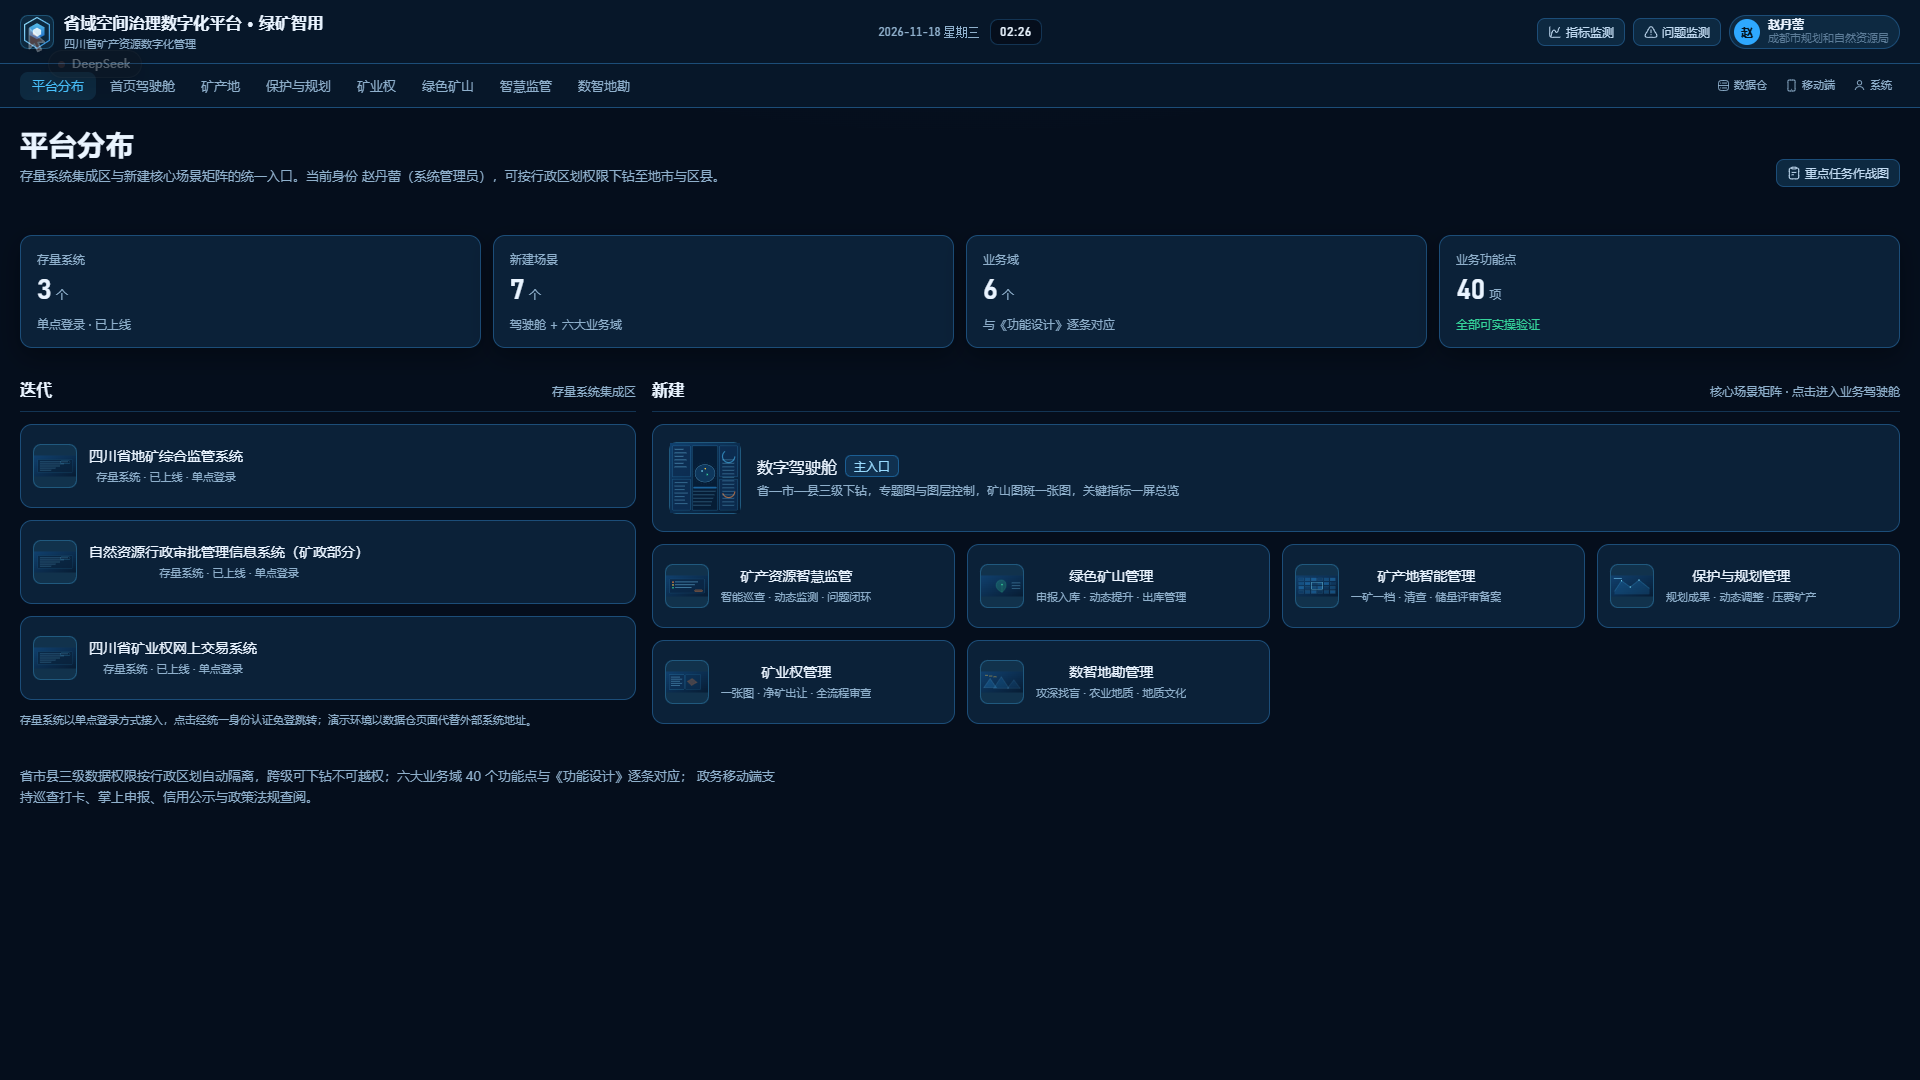 省域空间治理数字化平台 • 绿矿智用
四川省矿产资源数字化管理
DeepSeek
2026-11-18 星期三
02:26
指标监测
问题监测
赵
赵丹蕾
成都市规划和自然资源局
平台分布
首页驾驶舱
矿产地
保护与规划
矿业权
绿色矿山
智慧监管
数智地勘
数据仓
移动端
系统
平台分布
存量系统集成区与新建核心场景矩阵的统一入口。当前身份 赵丹蕾（系统管理员），可按行政区划权限下钻至地市与区县。
重点任务作战图
存量系统
3 个
单点登录 · 已上线
新建场景
7 个
驾驶舱 + 六大业务域
业务域
6 个
与《功能设计》逐条对应
业务功能点
40 项
全部可实操验证
迭代
存量系统集成区
四川省地矿综合监管系统
存量系统 · 已上线 · 单点登录
自然资源行政审批管理信息系统（矿政部分）
存量系统 · 已上线 · 单点登录
四川省矿业权网上交易系统
存量系统 · 已上线 · 单点登录
存量系统以单点登录方式接入，点击经统一身份认证免登跳转；演示环境以数据仓页面代替外部系统地址。
新建
核心场景矩阵 · 点击进入业务驾驶舱
数字驾驶舱
主入口
省—市—县三级下钻，专题图与图层控制，矿山图斑一张图，关键指标一屏总览
矿产资源智慧监管
智能巡查 · 动态监测 · 问题闭环
绿色矿山管理
申报入库 · 动态提升 · 出库管理
矿产地智能管理
一矿一档 · 清查 · 储量评审备案
保护与规划管理
规划成果 · 动态调整 · 压覆矿产
矿业权管理
一张图 · 净矿出让 · 全流程审查
数智地勘管理
攻深找盲 · 农业地质 · 地质文化
省市县三级数据权限按行政区划自动隔离，跨级可下钻不可越权；六大业务域 40 个功能点与《功能设计》逐条对应； 政务移动端支
持巡查打卡、掌上申报、信用公示与政策法规查阅。